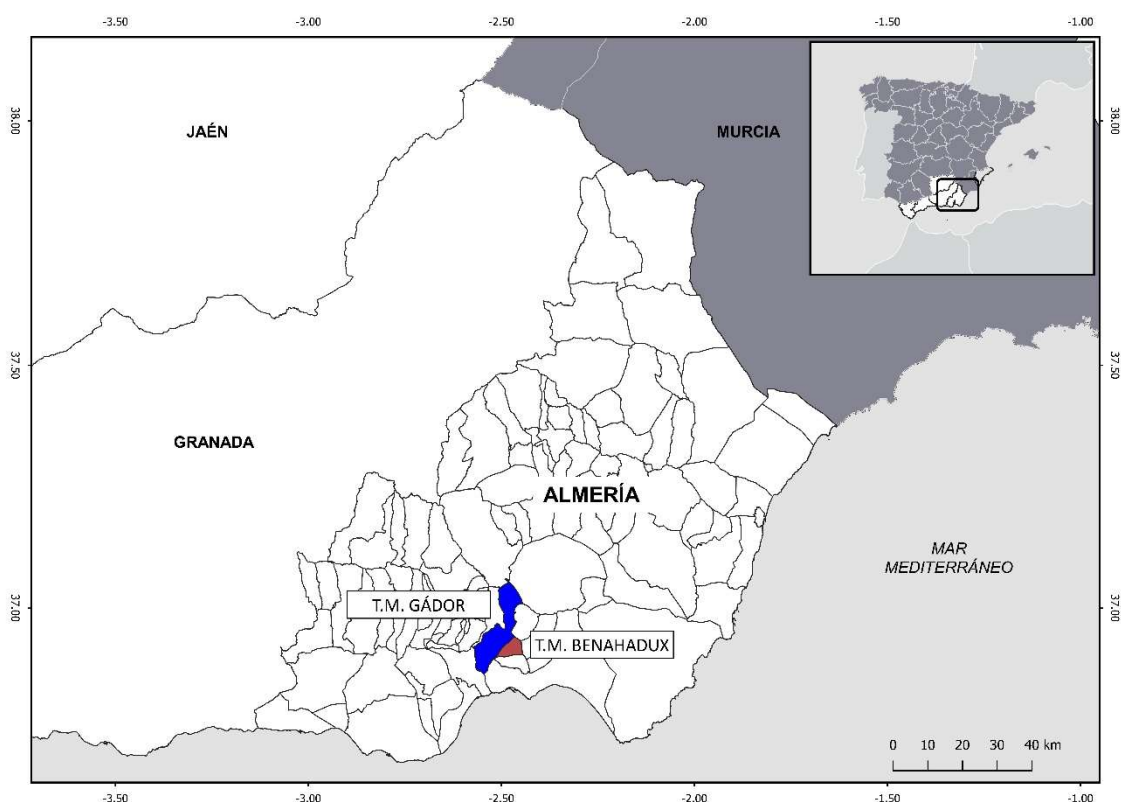 -3.50 -3.00 -2.50 -2.00 -1.50 -1.00
38.00
38.00
JAÉN
MURCIA
37.50
37.50
GRANADA
ALMERÍA
MAR
MEDITERRÁNEO
37.00
37.00
T.M. GÁDOR
T.M. BENAHADUX
0 10 20 30 40 km
-3.50 -3.00 -2.50 -2.00 -1.50 -1.00